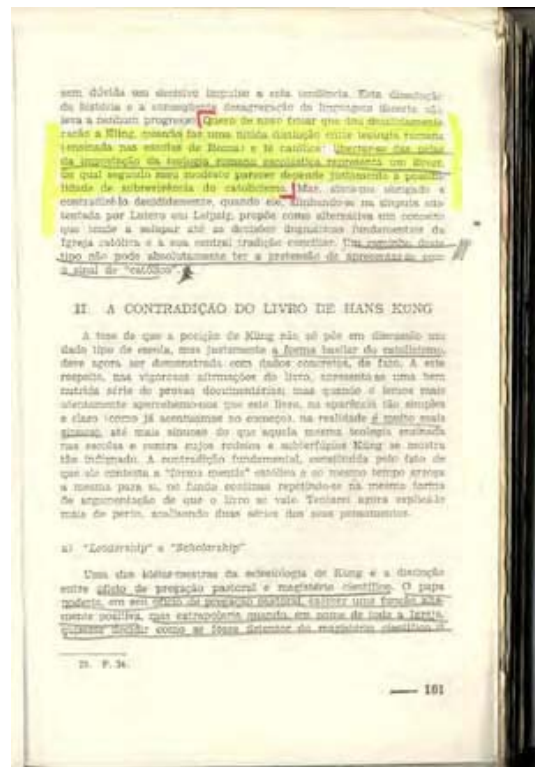 sem dúvida um decisivo impulso a esta tendência. Esta dissolução
da história e a conseqüente desagregação da linguagem decerto não
leva a nenhum progresso. Quero de novo frisar que dou decididamente
razão a Küng, quando faz uma nítida distinção entre teologia romana
(ensinada nas escolas de Roma) e fé católica. Libertar-se das peias
da impostação da teologia romana escolástica representa um dever,
do qual segundo meu modesto parecer depende justamente a possibi-
lidade de sobrevivência do catolicismo. Mas, sinto-me obrigado a
contradizê-lo decididamente, quando ele, alinhando-se na disputa sus-
tentada por Lutero em Leipzig, propõe como alternativa um conceito
que tende a solapar até as decisões dogmáticas fundamentais da
Igreja católica e a sua central tradição conciliar. Um caminho deste
tipo não pode absolutamente ter a pretensão de apresentar-se com
o sinal de "católico".
II. A CONTRADIÇÃO DO LIVRO DE HANS KÜNG
A tese de que a posição de Küng não só põe em discussão um
dado tipo de escola, mas justamente a forma basilar do catolicismo,
deve agora ser demonstrada com dados concretos, de fato. A este
respeito, nas vigorosas afirmações do livro, apresenta-se uma bem
nutrida série de provas documentárias; mas quando o lemos mais
atentamente apercebemo-nos que este livro, na aparência tão simples
e claro (como já acentuamos no começo), na realidade é muito mais
sinuoso, até mais sinuoso do que aquela mesma teologia ensinada
nas escolas e contra cujos rodeios e subterfúgios Küng se mostra
tão indignado. A contradição fundamental, constituída pelo fato de
que ele contesta a "forma mentis" católica e ao mesmo tempo arroga
a mesma para si, no fundo continua repetindo-se na mesma forma
de argumentação de que o livro se vale. Tentarei agora explicá-lo
mais de perto, analisando duas séries dos seus pensamentos.
a) "Leadership" e "Scholarship"
Uma das idéias-mestras da eclesiologia de Küng é a distinção
entre ofício de pregação pastoral e magistério científico. O papa
poderia, em seu ofício de pregação pastoral, exercer uma função alta-
mente positiva, mas extrapolaria quando, em nome de toda a Igreja,
quisesse decidir como se fosse detentor do magistério científico
P. 34.
161